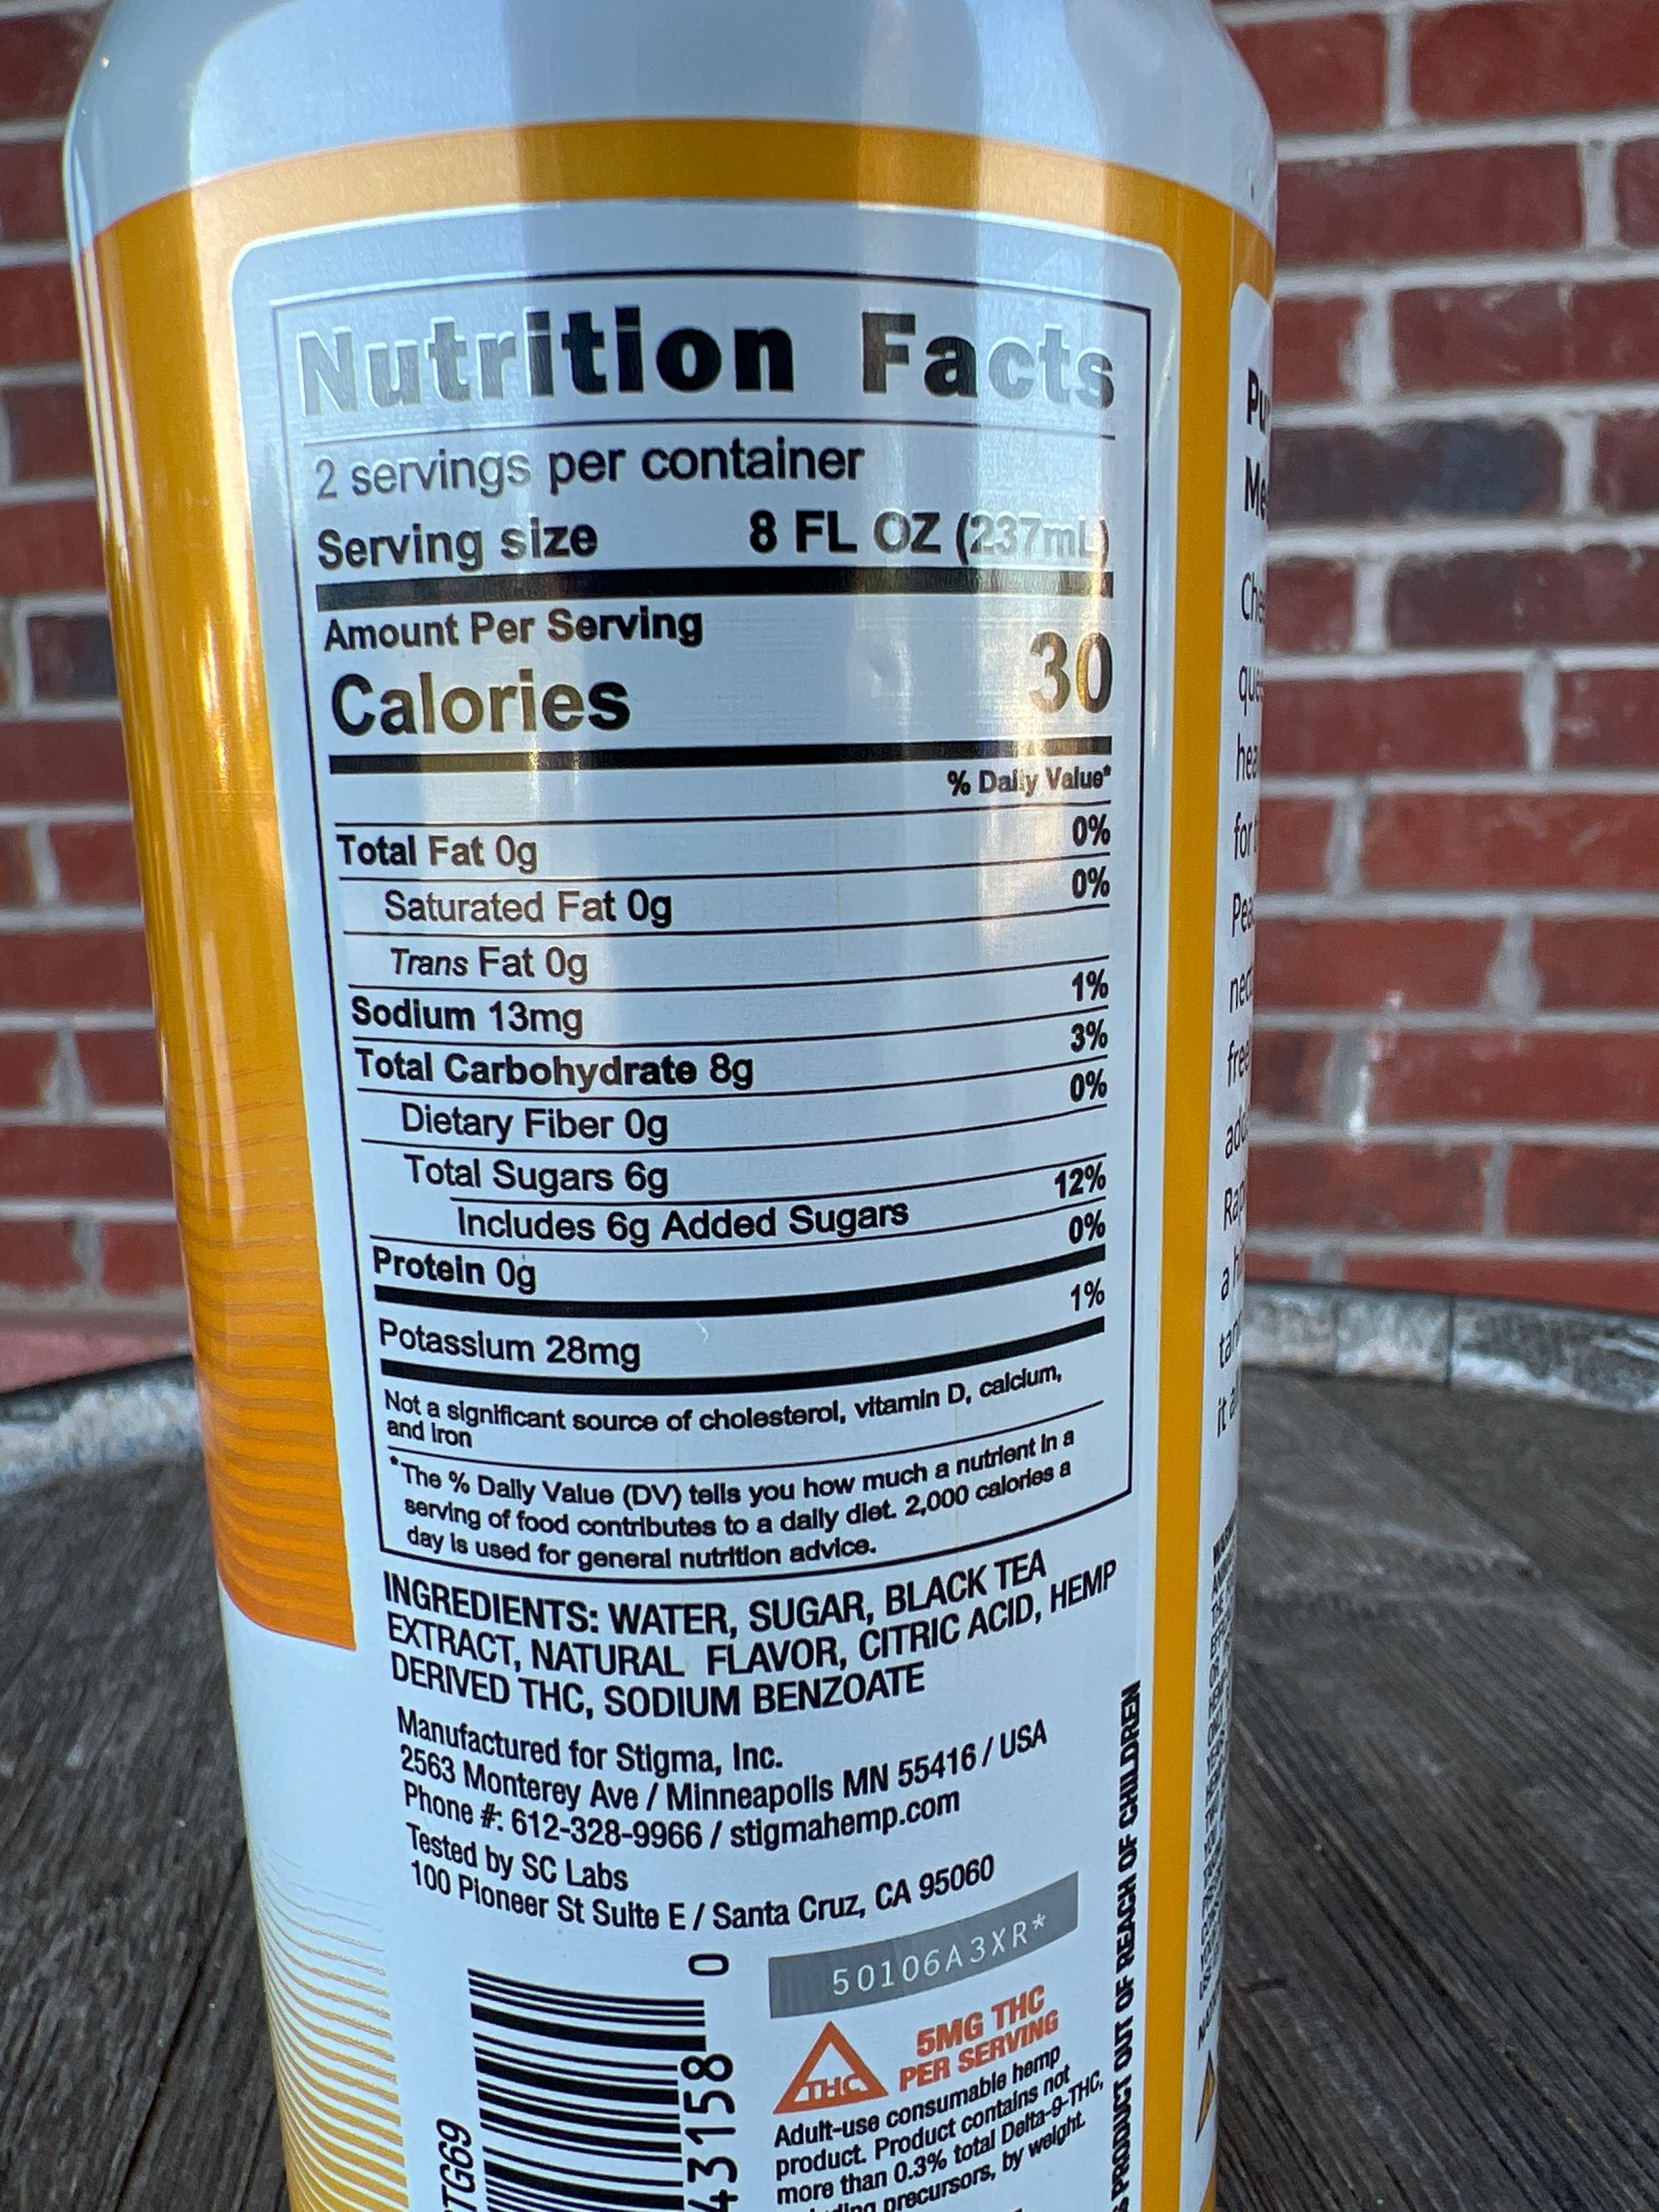 Nutrition Facts
2 servings per container
Serving size 8 FL OZ (237mL)
Amount Per Serving
Calories 30
% Daily Value*
Total Fat 0g 0%
Saturated Fat 0g 0%
Trans Fat 0g
Sodium 13mg 1%
Total Carbohydrate 8g 3%
Dietary Fiber 0g 0%
Total Sugars 6g
Includes 6g Added Sugars 12%
Protein 0g 0%
Potassium 28mg 1%
Not a significant source of cholesterol, vitamin D, calcium,
and iron
*The % Daily Value (DV) tells you how much a nutrient in a
serving of food contributes to a daily diet. 2,000 calories a
day is used for general nutrition advice.
INGREDIENTS: WATER, SUGAR, BLACK TEA
EXTRACT, NATURAL FLAVOR, CITRIC ACID, HEMP
DERIVED THC, SODIUM BENZOATE
Manufactured for Stigma, Inc.
2563 Monterey Ave / Minneapolis MN 55416 / USA
Phone #: 612-328-9966 / stigmahemp.com
Tested by SC Labs
100 Pioneer St Suite E / Santa Cruz, CA 95060
50106A3XR*
THC
5MG THC
PER SERVING
Adult-use consumable hemp
product. Product contains not
more than 0.3% total Delta-9-THC,
precursors, by weight.
PRODUCT OUT OF REACH OF CHILDREN
43158 0